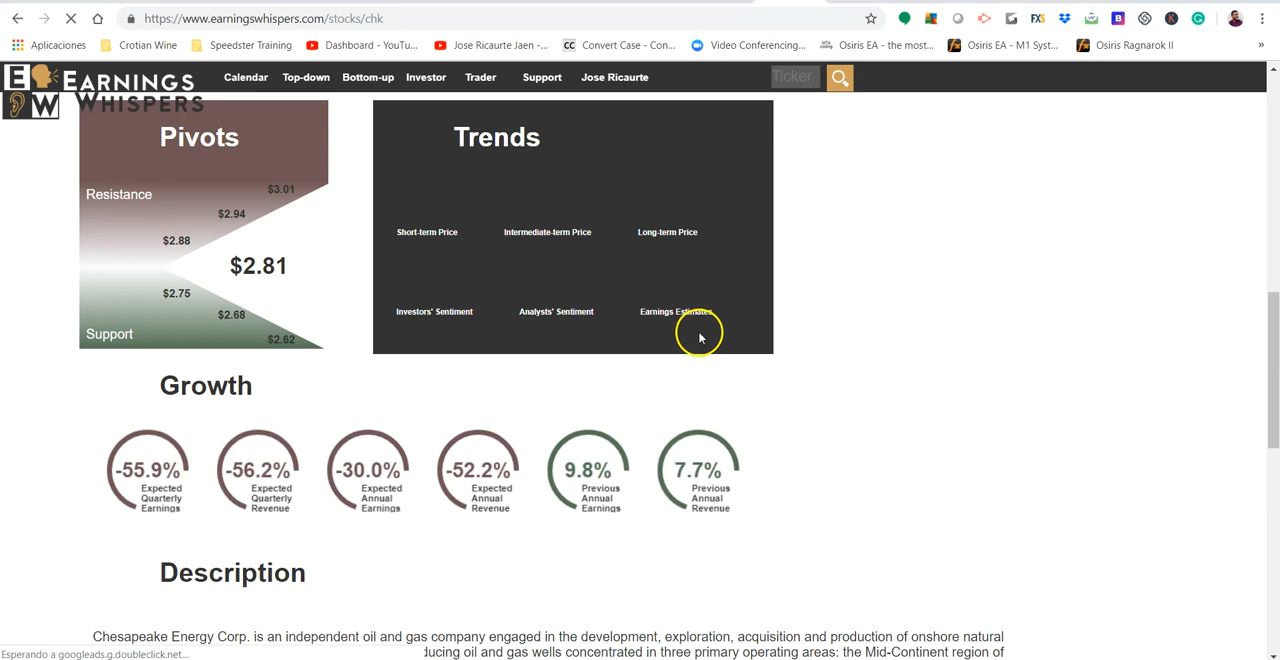 https://www.earningswhispers.com/stocks/chk
Aplicaciones
Crotian Wine
Speedster Training
Dashboard - YouTu...
Jose Ricaurte Jaen -...
CC Convert Case - Con...
Video Conferencing...
Osiris EA - the most...
Osiris EA - M1 Syst...
Osiris Ragnarok II
»
E EARNINGS
W WHISPERS
Calendar
Top-down
Bottom-up
Investor
Trader
Support
Jose Ricaurte
Ticker
Pivots
Resistance
$3.01
$2.94
$2.88
$2.81
$2.75
$2.68
Support
$2.62
Trends
Short-term Price
Intermediate-term Price
Long-term Price
Investors' Sentiment
Analysts' Sentiment
Earnings Estimates
Growth
-55.9%
Expected
Quarterly
Earnings
-56.2%
Expected
Quarterly
Revenue
-30.0%
Expected
Annual
Earnings
-52.2%
Expected
Annual
Revenue
9.8%
Previous
Annual
Earnings
7.7%
Previous
Annual
Revenue
Description
Chesapeake Energy Corp. is an independent oil and gas company engaged in the development, exploration, acquisition and production of onshore natural
ducing oil and gas wells concentrated in three primary operating areas: the Mid-Continent region of
Esperando a googleads.g.doubleclick.net...